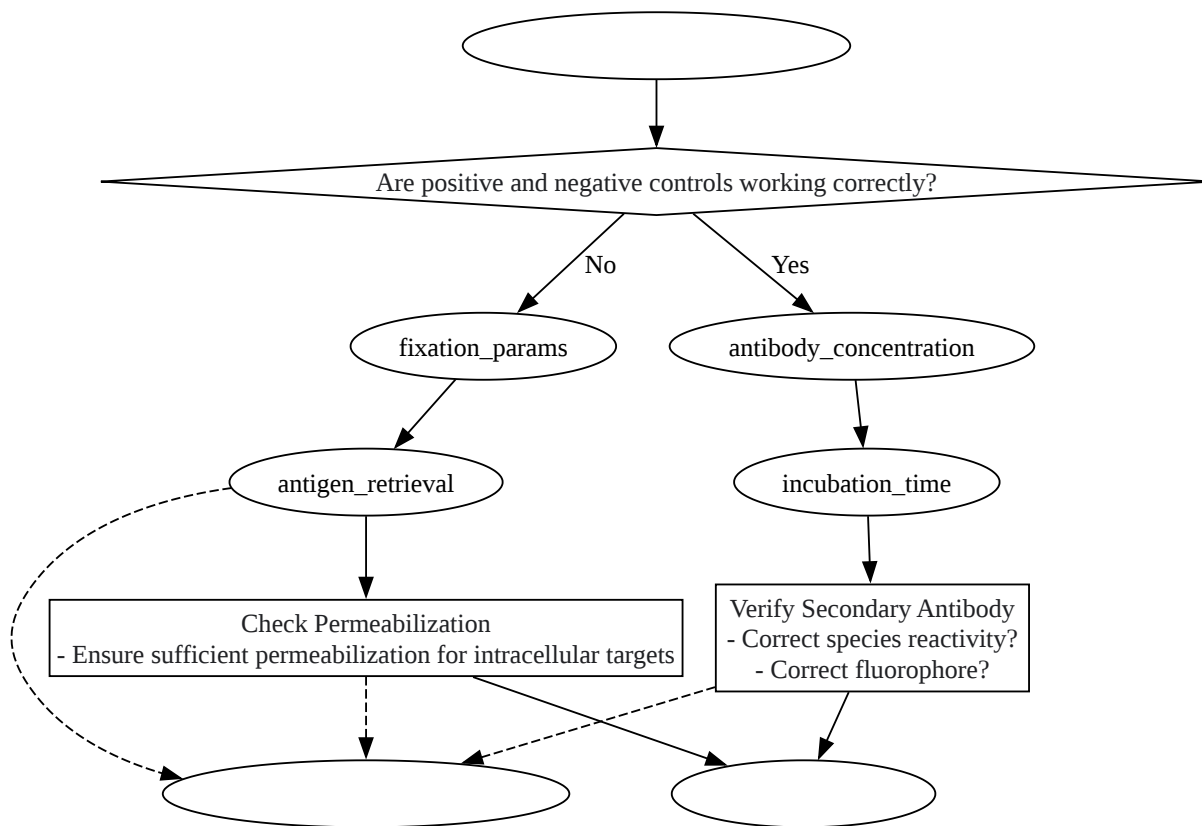 Are positive and negative controls working correctly?
No
Yes
fixation_params
antibody_concentration
antigen_retrieval
incubation_time
Check Permeabilization
- Ensure sufficient permeabilization for intracellular targets
Verify Secondary Antibody
- Correct species reactivity?
- Correct fluorophore?